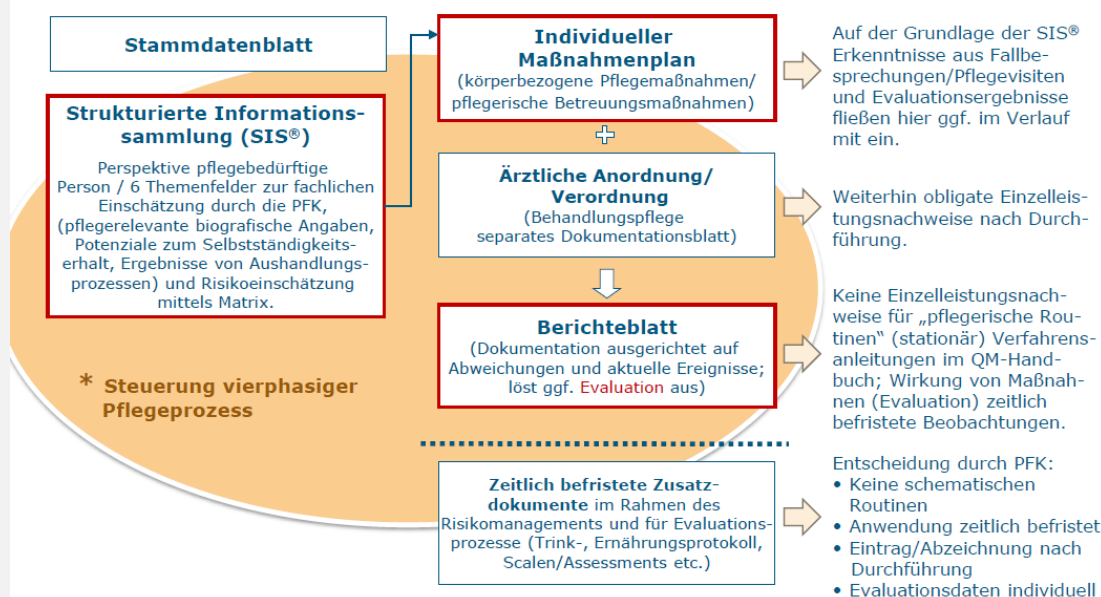 Stammdatenblatt
Strukturierte Informations-
sammlung (SIS®)
Perspektive pflegebedürftige
Person / 6 Themenfelder zur fachlichen
Einschätzung durch die PFK,
(pflegerelevante biografische Angaben,
Potenziale zum Selbstständigkeits-
erhalt, Ergebnisse von Aushandlungs-
prozessen) und Risikoeinschätzung
mittels Matrix.
* Steuerung vierphasiger
Pflegeprozess
Individueller
Maßnahmenplan
(körperbezogene Pflegemaßnahmen/
pflegerische Betreuungsmaßnahmen)
Auf der Grundlage der SIS®
Erkenntnisse aus Fallbe-
sprechungen/Pflegevisiten
und Evaluationsergebnisse
fließen hier ggf. im Verlauf
mit ein.
Ärztliche Anordnung/
Verordnung
(Behandlungspflege
separates Dokumentationsblatt)
Weiterhin obligate Einzelleis-
tungsnachweise nach Durch-
führung.
Berichteblatt
(Dokumentation ausgerichtet auf
Abweichungen und aktuelle Ereignisse;
löst ggf. Evaluation aus)
Keine Einzelleistungsnach-
weise für „pflegerische Rou-
tinen“ (stationär) Verfahrens-
anleitungen im QM-Hand-
buch; Wirkung von Maßnah-
men (Evaluation) zeitlich
befristete Beobachtungen.
Zeitlich befristete Zusatz-
dokumente im Rahmen des
Risikomanagements und für Evaluations-
prozesse (Trink-, Ernährungsprotokoll,
Scalen/Assessments etc.)
Entscheidung durch PFK:
• Keine schematischen
Routinen
• Anwendung zeitlich befristet
• Eintrag/Abzeichnung nach
Durchführung
• Evaluationsdaten individuell